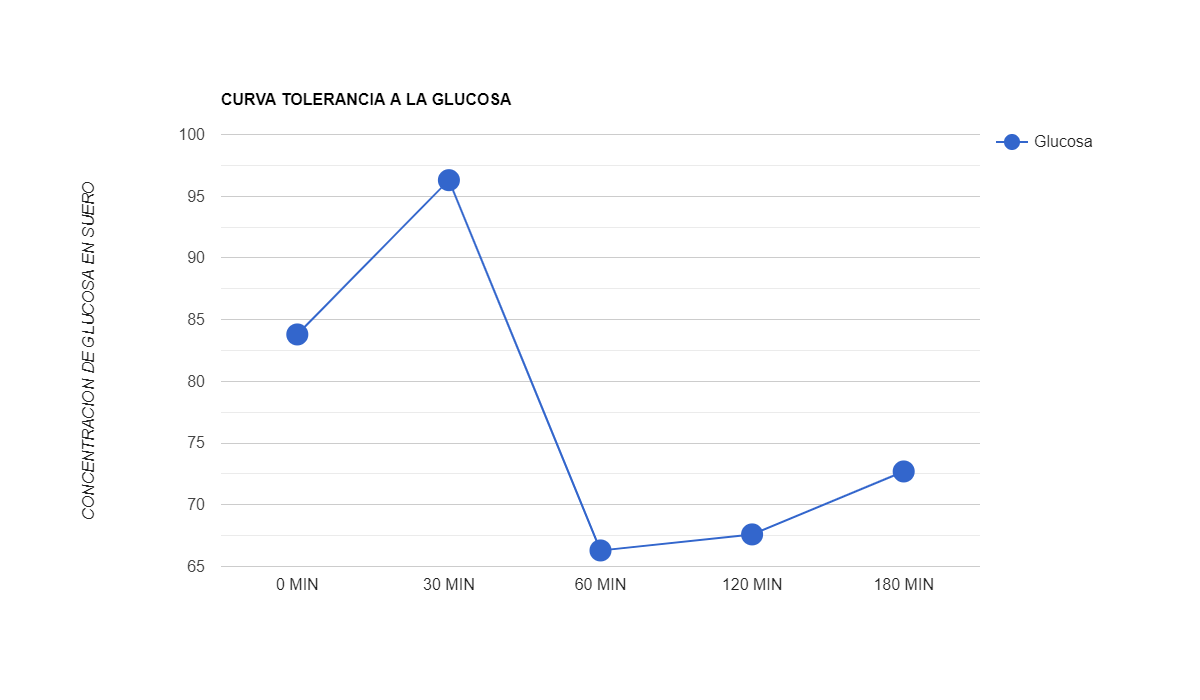 CURVA TOLERANCIA A LA GLUCOSA
Glucosa
CONCENTRACION DE GLUCOSA EN SUERO
100
95
90
85
80
75
70
65
0 MIN
30 MIN
60 MIN
120 MIN
180 MIN